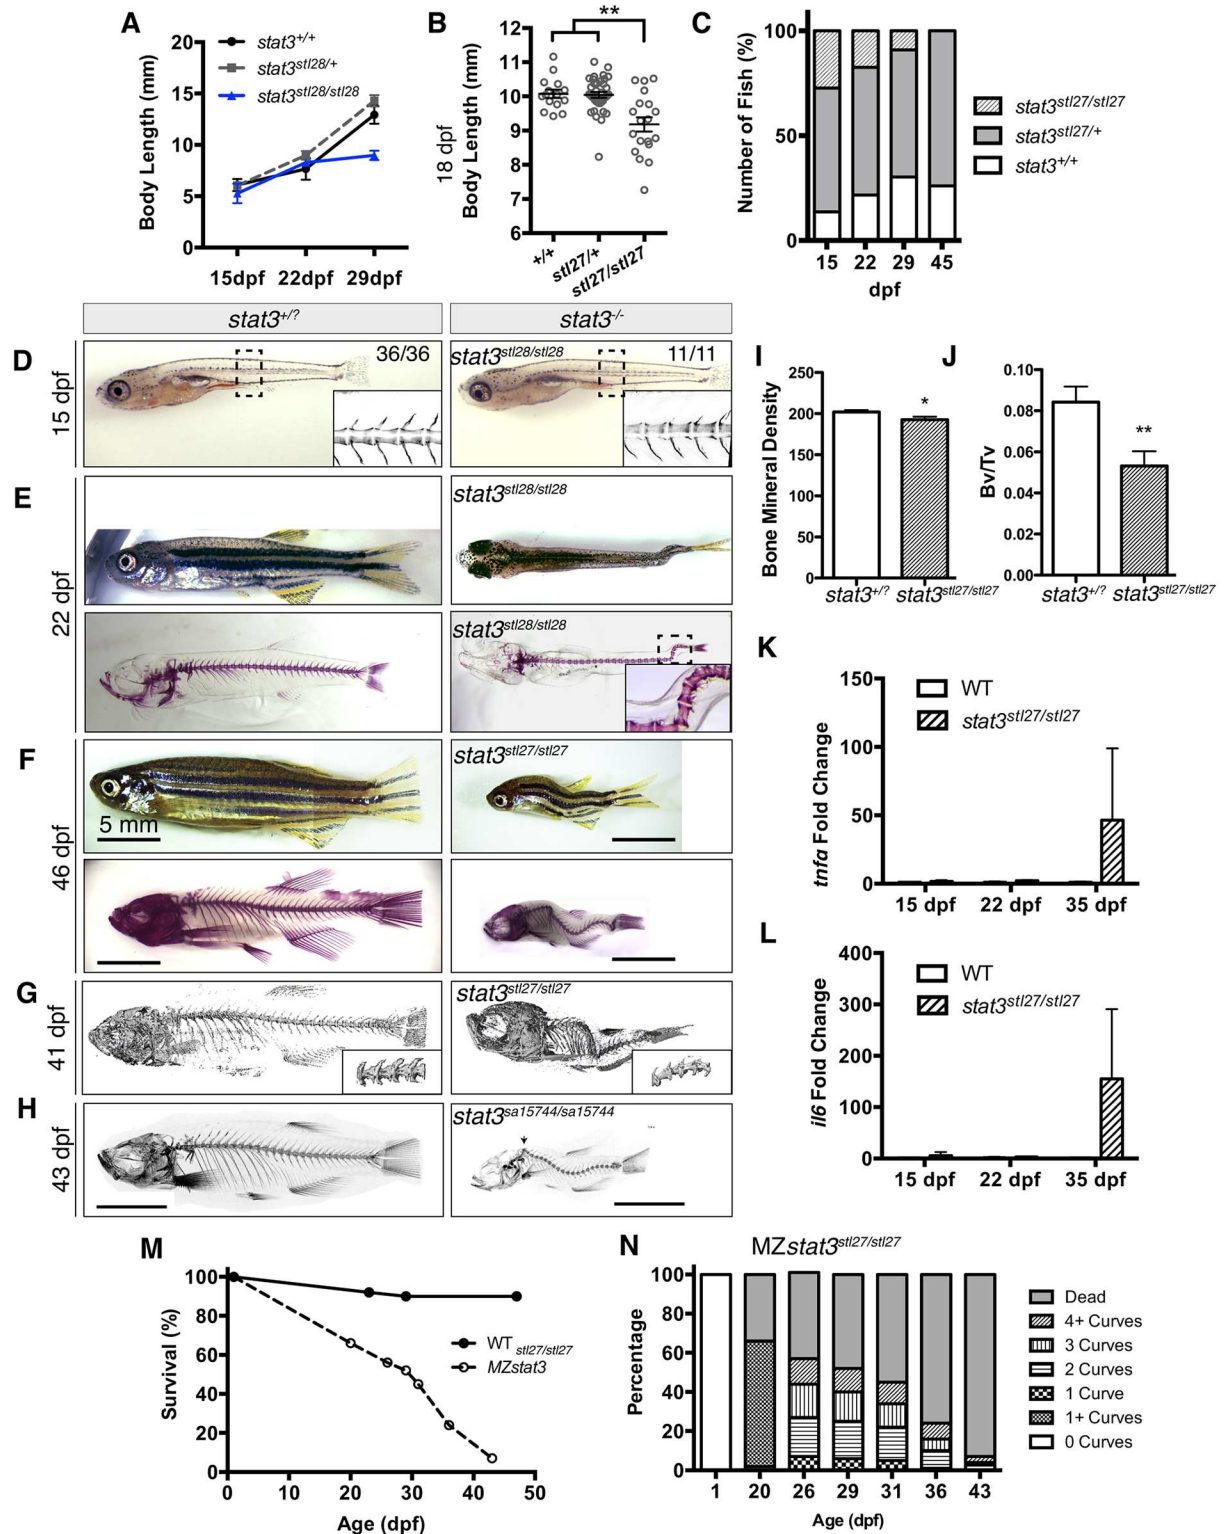 A
Body Length (mm)
20
15
10
5
0
stat3+/+
stat3stl28/+
stat3stl28/stl28
15dpf 22dpf 29dpf
B
18 dpf
Body Length (mm)
12
11
10
9
8
7
6
**
+/+
stl27/+
stl27/stl27
C
Number of Fish (%)
100
50
0
15 22 29 45
dpf
stat3stl27/stl27
stat3stl27/+
stat3+/+
stat3+/?
stat3-/-
D
15 dpf
36/36
stat3stl28/stl28
11/11
E
22 dpf
stat3stl28/stl28
stat3stl28/stl28
F
46 dpf
5 mm
stat3stl27/stl27
G
41 dpf
stat3stl27/stl27
H
43 dpf
stat3sa15744/sa15744
I
Bone Mineral Density
250
200
150
100
50
0
*
stat3+/? stat3stl27/stl27
J
Bv/Tv
0.10
0.08
0.06
0.04
0.02
0.00
**
stat3+/? stat3stl27/stl27
K
tnfa Fold Change
150
100
50
0
WT
stat3stl27/stl27
15 dpf 22 dpf 35 dpf
L
il6 Fold Change
400
300
200
100
0
WT
stat3stl27/stl27
15 dpf 22 dpf 35 dpf
M
Survival (%)
100
80
60
40
20
0
0 10 20 30 40 50
Age (dpf)
WT
stl27/stl27
MZstat3
N
MZstat3stl27/stl27
Percentage
100
80
60
40
20
0
1 20 26 29 31 36 43
Age (dpf)
Dead
4+ Curves
3 Curves
2 Curves
1 Curve
1+ Curves
0 Curves